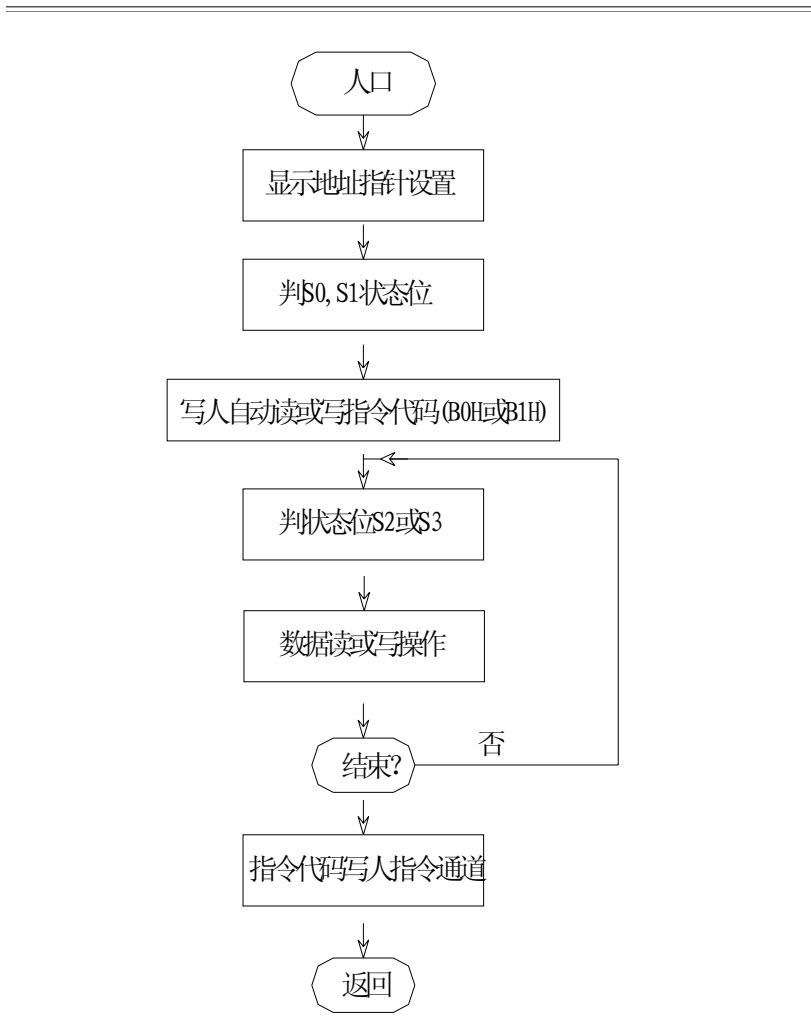 人口
显示地址指针设置
判S0,S1状态位
写人自动读或写指令代码(B0H或B1H)
判状态位S2或S3
数据读或写操作
结束?
否
指令代码写人指令通道
返回